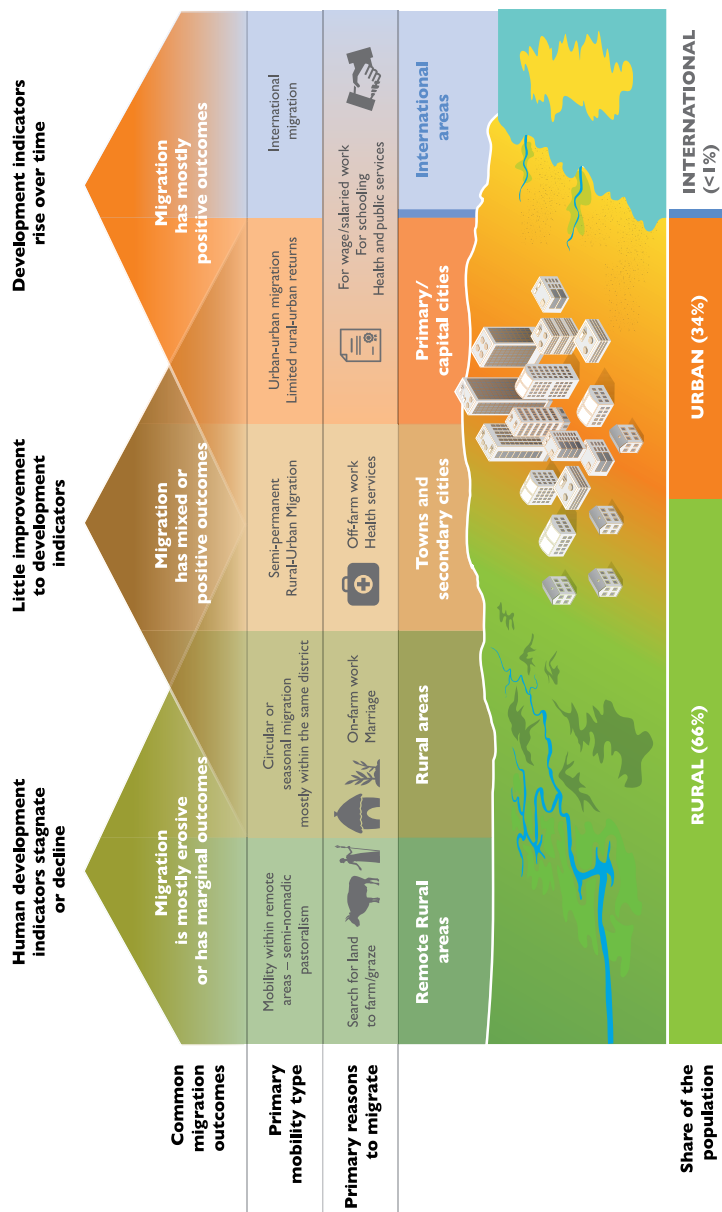 Human development
indicators stagnate
or decline
Little improvement
to development
indicators
Development indicators
rise over time
Common
migration
outcomes
Migration
is mostly erosive
or has marginal outcomes
Migration
has mixed or
positive outcomes
Migration
has mostly
positive outcomes
Primary
mobility type
Mobility within remote
areas – semi-nomadic
pastoralism
Circular or
seasonal migration
mostly within the same district
Semi-permanent
Rural-Urban Migration
Urban-urban migration
Limited rural-urban returns
International
migration
Primary reasons
to migrate
Search for land
to farm/graze
On-farm work
Marriage
Off-farm work
Health services
For wage/salaried work
For schooling
Health and public services
Remote Rural
areas
Rural areas
Towns and
secondary cities
Primary/
capital cities
International
areas
Share of the
population
RURAL (66%)
URBAN (34%)
INTERNATIONAL
(<1%)